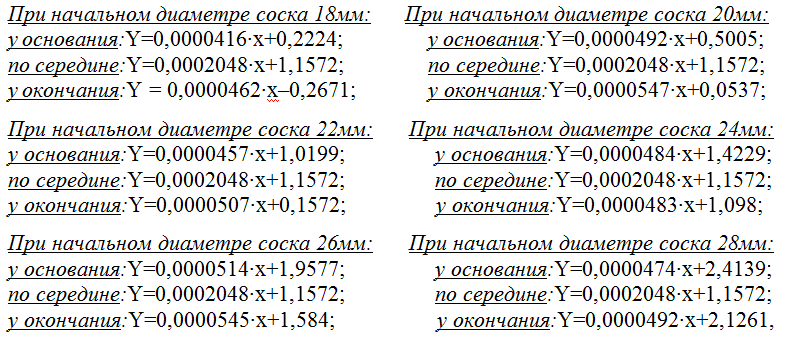 При начальном диаметре соска 18мм:
у основания:Y=0,0000416·x+0,2224;
по середине:Y=0,0002048·x+1,1572;
у окончания:Y = 0,0000462·x–0,2671;
При начальном диаметре соска 20мм:
у основания:Y=0,0000492·x+0,5005;
по середине:Y=0,0002048·x+1,1572;
у окончания:Y=0,0000547·x+0,0537;
При начальном диаметре соска 22мм:
у основания:Y=0,0000457·x+1,0199;
по середине:Y=0,0002048·x+1,1572;
у окончания:Y=0,0000507·x+0,1572;
При начальном диаметре соска 24мм:
у основания:Y=0,0000484·x+1,4229;
по середине:Y=0,0002048·x+1,1572;
у окончания:Y=0,0000483·x+1,098;
При начальном диаметре соска 26мм:
у основания:Y=0,0000514·x+1,9577;
по середине:Y=0,0002048·x+1,1572;
у окончания:Y=0,0000545·x+1,584;
При начальном диаметре соска 28мм:
у основания:Y=0,0000474·x+2,4139;
по середине:Y=0,0002048·x+1,1572;
у окончания:Y=0,0000492·x+2,1261,